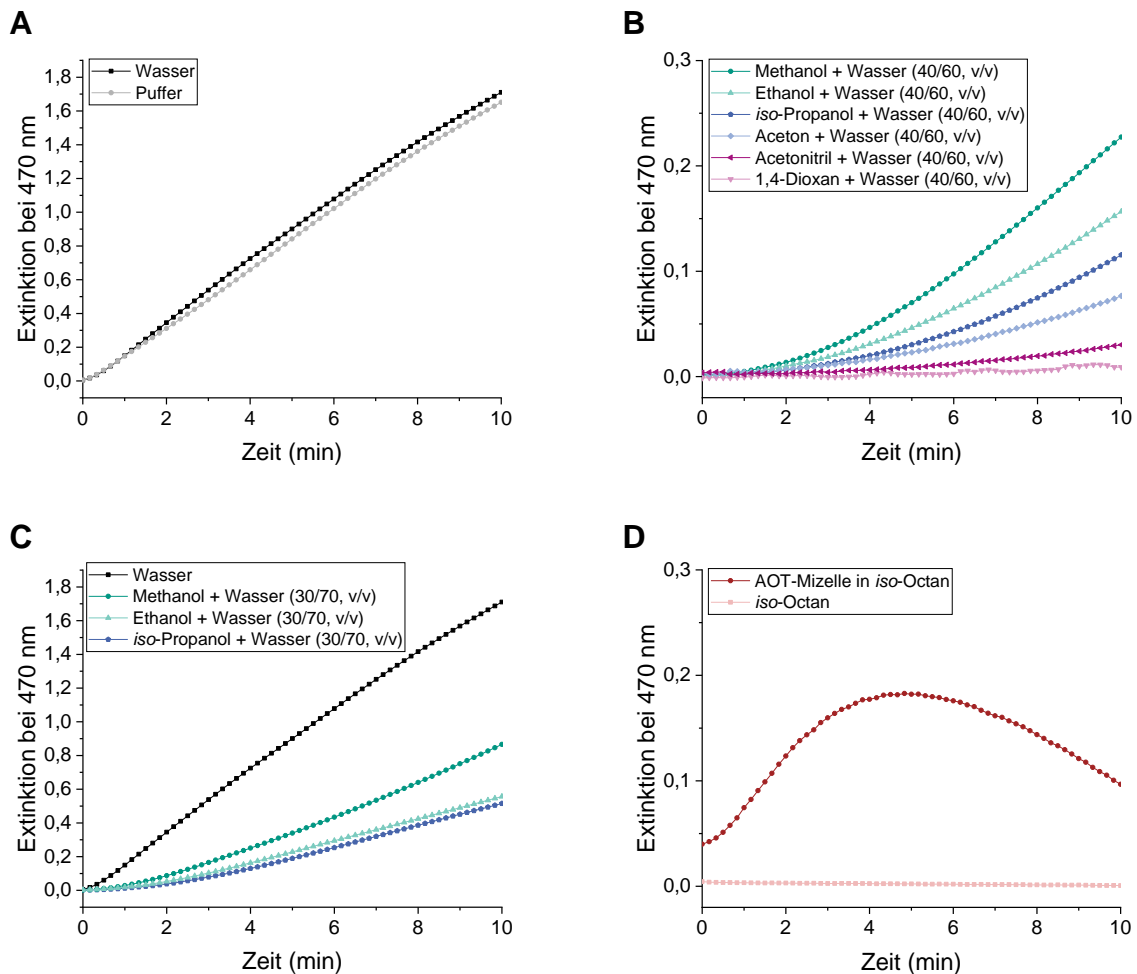 A
Extinktion bei 470 nm
1,8
1,6
1,4
1,2
1,0
0,8
0,6
0,4
0,2
0,0
Wasser
Puffer
0 2 4 6 8 10
Zeit (min)
B
Extinktion bei 470 nm
0,3
0,2
0,1
0,0
Methanol + Wasser (40/60, v/v)
Ethanol + Wasser (40/60, v/v)
iso-Propanol + Wasser (40/60, v/v)
Aceton + Wasser (40/60, v/v)
Acetonitril + Wasser (40/60, v/v)
1,4-Dioxan + Wasser (40/60, v/v)
0 2 4 6 8 10
Zeit (min)
C
Extinktion bei 470 nm
1,8
1,6
1,4
1,2
1,0
0,8
0,6
0,4
0,2
0,0
Wasser
Methanol + Wasser (30/70, v/v)
Ethanol + Wasser (30/70, v/v)
iso-Propanol + Wasser (30/70, v/v)
0 2 4 6 8 10
Zeit (min)
D
Extinktion bei 470 nm
0,3
0,2
0,1
0,0
AOT-Mizelle in iso-Octan
iso-Octan
0 2 4 6 8 10
Zeit (min)